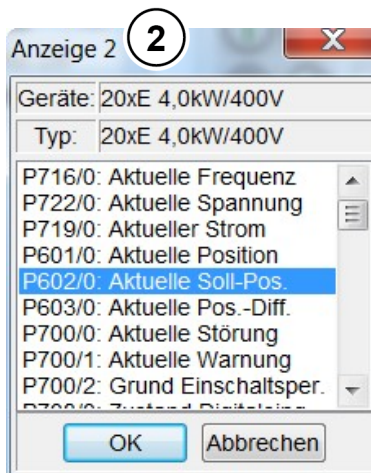 Anzeige 2
2
X
Geräte: 20xE 4,0kW/400V
Typ: 20xE 4,0kW/400V
P716/0: Aktuelle Frequenz
P722/0: Aktuelle Spannung
P719/0: Aktueller Strom
P601/0: Aktuelle Position
P602/0: Aktuelle Soll-Pos.
P603/0: Aktuelle Pos.-Diff.
P700/0: Aktuelle Störung
P700/1: Aktuelle Warnung
P700/2: Grund Einschaltsper.
OK Abbrechen